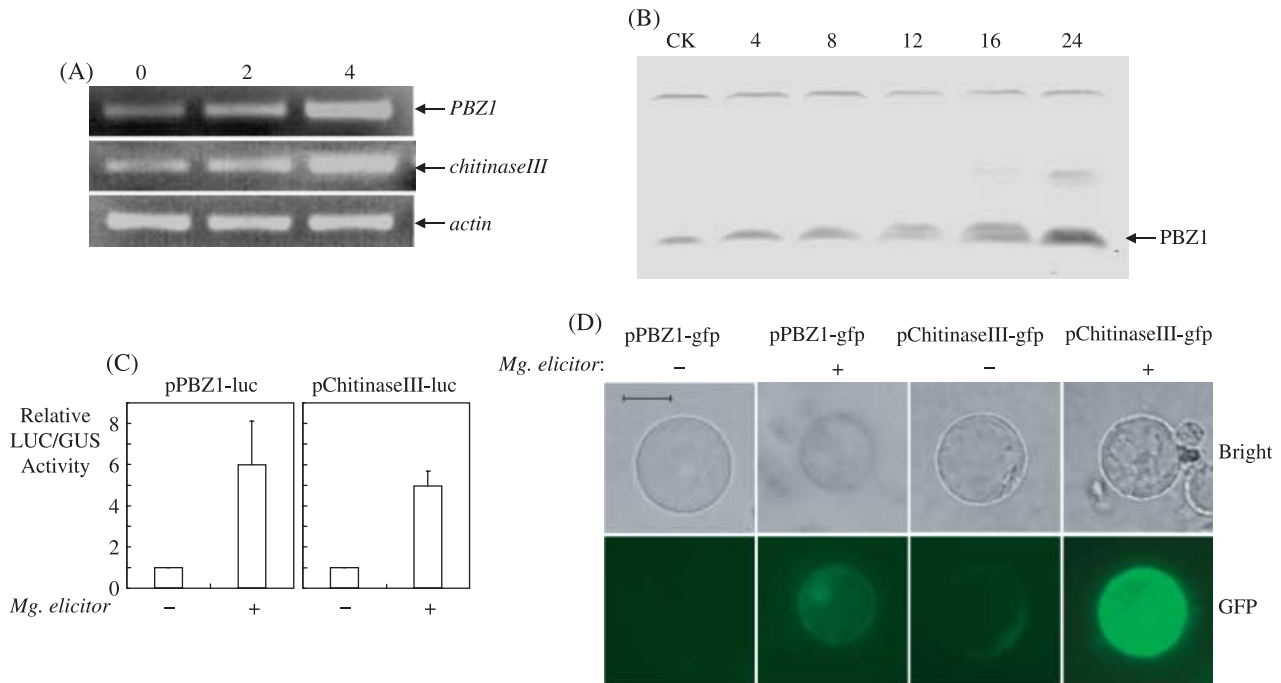 (A)
0 2 4
PBZ1
chitinaseIII
actin
(B)
CK 4 8 12 16 24
PBZ1
(C)
pPBZ1-luc pChitinaseIII-luc
Relative
LUC/GUS
Activity
8
6
4
2
0
Mg. elicitor − + − +
(D)
pPBZ1-gfp pPBZ1-gfp pChitinaseIII-gfp pChitinaseIII-gfp
Mg. elicitor: − + − +
Bright
GFP